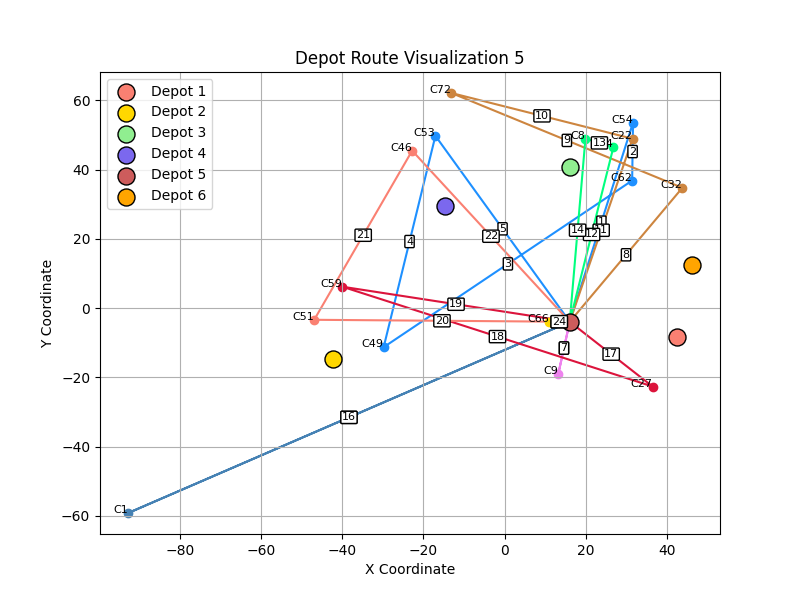 Depot Route Visualization 5
Depot 1
Depot 2
Depot 3
Depot 4
Depot 5
Depot 6
Y Coordinate
60
40
20
0
−20
−40
−60
−80
−60
−40
−20
0
20
40
X Coordinate
C72
C54
C53
C8
C22
C46
C62
C32
C59
C51
C66
C49
C9
C27
C1
10
9
13
2
21
4
22
5
3
14
12
1
1
8
19
20
24
18
7
17
16